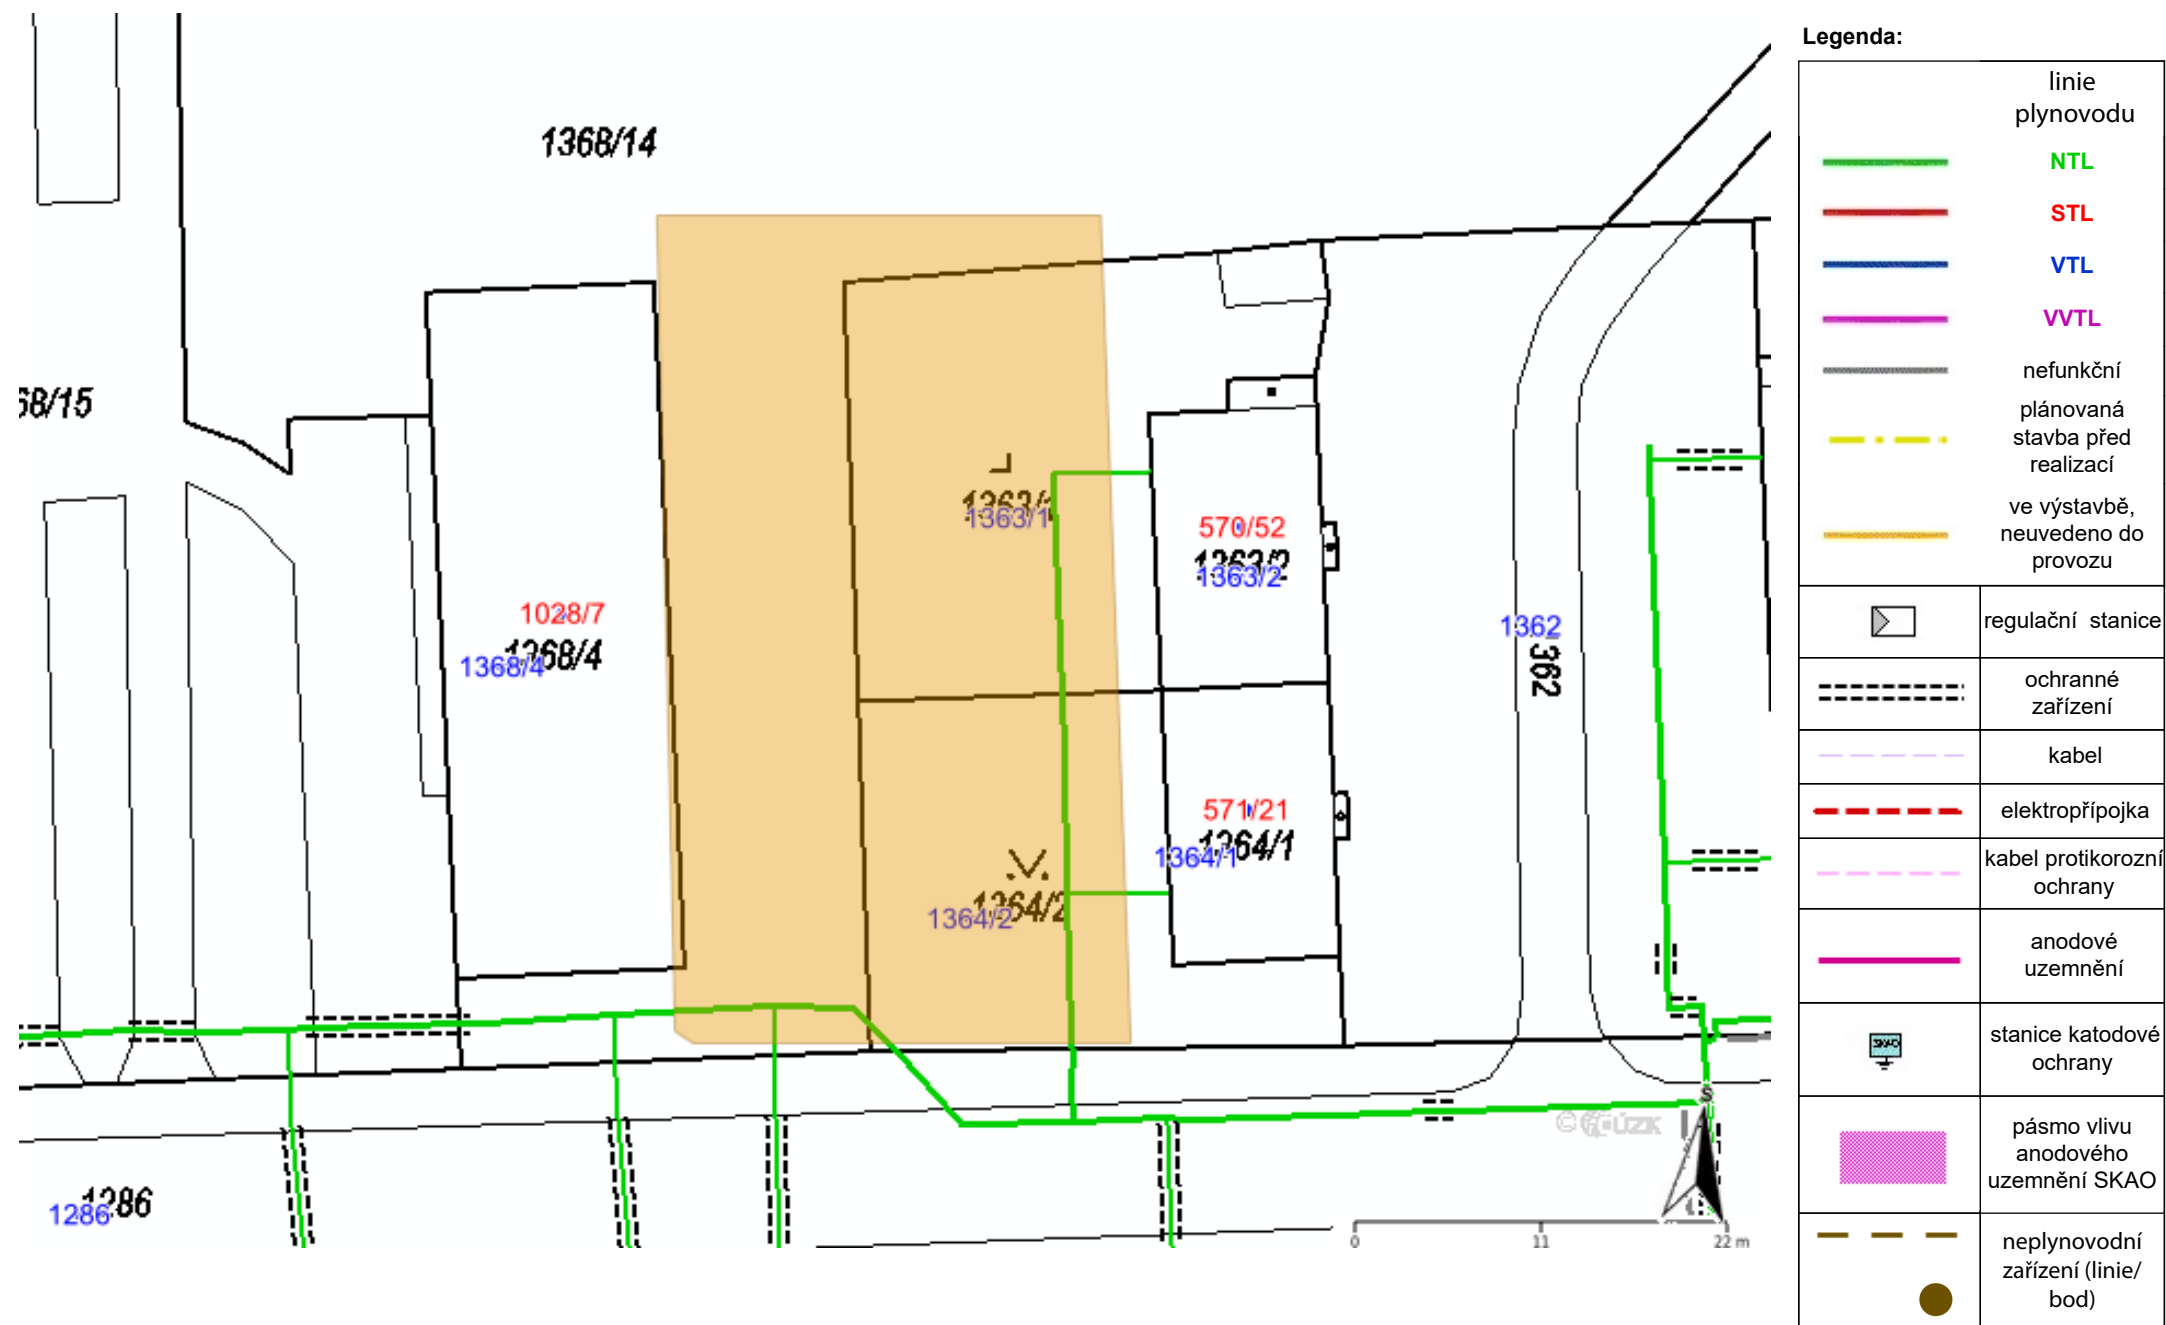 1368/14
68/15
1363/1
1363/1
570/52
1363/2
1363/2
1028/7
1368/4
1368/4
1362
1362
571/21
1364/1
1364/1
1364/2
1364/2
1286
1286
S
0
11
22 m
Legenda:
linie
plynovodu
NTL
STL
VTL
VVTL
nefunkční
plánovaná
stavba před
realizací
ve výstavbě,
neuvedeno do
provozu
regulační stanice
ochranné
zařízení
kabel
elektropřípojka
kabel protikorozní
ochrany
anodové
uzemnění
SKAO
stanice katodové
ochrany
pásmo vlivu
anodového
uzemnění SKAO
neplynovodní
zařízení (linie/
bod)